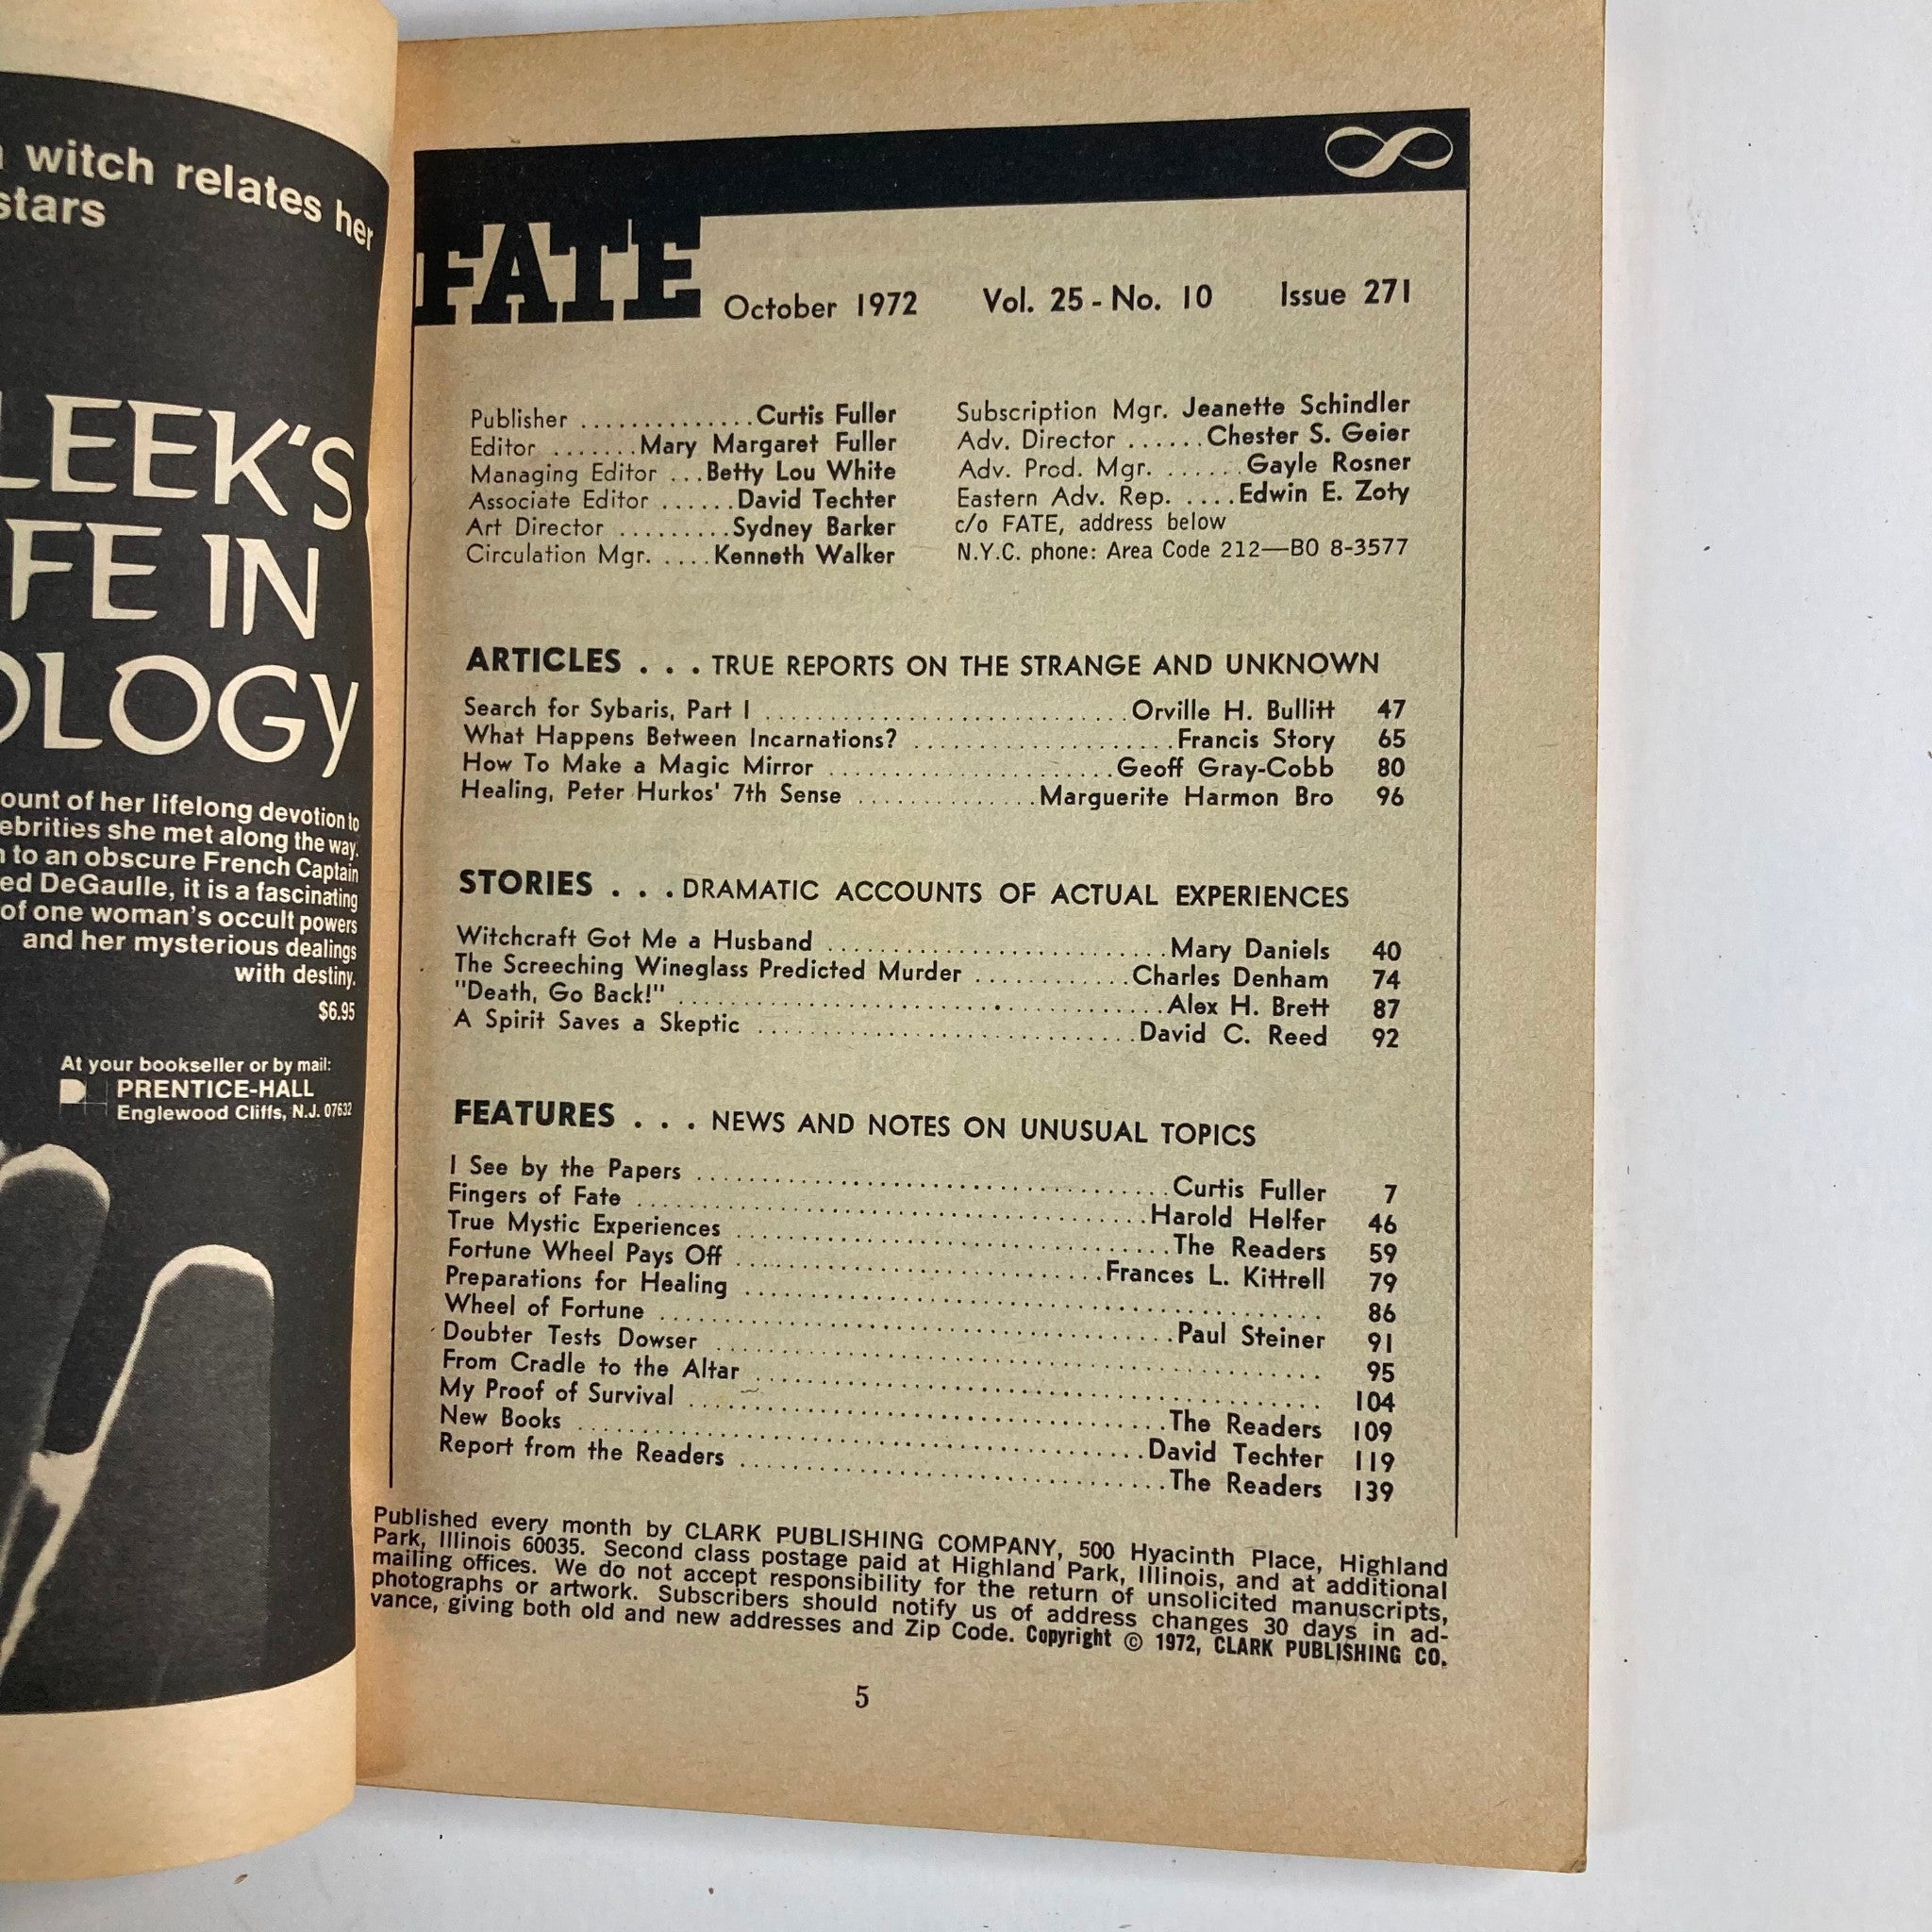 witch relates her
stars
LEEK'S
FE IN
OLOGY
ount of her lifelong devotion to
ebrities she met along the way.
to an obscure French Captain
ed DeGaulle, it is a fascinating
of one woman's occult powers
and her mysterious dealings
with destiny.
$6.95
At your bookseller or by mail:
PRENTICE-HALL
Englewood Cliffs, N.J. 07632
FATE October 1972 Vol. 25 - No. 10 Issue 271
Publisher ..............Curtis Fuller
Editor .......Mary Margaret Fuller
Managing Editor ...Betty Lou White
Associate Editor ......David Techter
Art Director .........Sydney Barker
Circulation Mgr. ....Kenneth Walker
Subscription Mgr. Jeanette Schindler
Adv. Director ......Chester S. Geier
Adv. Prod. Mgr. ......Gayle Rosner
Eastern Adv. Rep. ....Edwin E. Zoty
c/o FATE, address below
N.Y.C. phone: Area Code 212—BO 8-3577
ARTICLES . . . TRUE REPORTS ON THE STRANGE AND UNKNOWN
Search for Sybaris, Part I ............................Orville H. Bullitt 47
What Happens Between Incarnations? ....................Francis Story 65
How To Make a Magic Mirror ......................Geoff Gray-Cobb 80
Healing, Peter Hurkos' 7th Sense ..............Marguerite Harmon Bro 96
STORIES . . . DRAMATIC ACCOUNTS OF ACTUAL EXPERIENCES
Witchcraft Got Me a Husband ..........................Mary Daniels 40
The Screeching Wineglass Predicted Murder ............Charles Denham 74
"Death, Go Back!" .....................................Alex H. Brett 87
A Spirit Saves a Skeptic .............................David C. Reed 92
FEATURES . . . NEWS AND NOTES ON UNUSUAL TOPICS
I See by the Papers ....................................Curtis Fuller 7
Fingers of Fate .......................................Harold Helfer 46
True Mystic Experiences .................................The Readers 59
Fortune Wheel Pays Off ............................Frances L. Kittrell 79
Preparations for Healing ............................................ 86
Wheel of Fortune .......................................Paul Steiner 91
Doubter Tests Dowser ............................................... 95
From Cradle to the Altar ............................................ 104
My Proof of Survival ....................................The Readers 109
New Books ...........................................David Techter 119
Report from the Readers ................................The Readers 139
Published every month by CLARK PUBLISHING COMPANY, 500 Hyacinth Place, Highland
Park, Illinois 60035. Second class postage paid at Highland Park, Illinois, and at additional
mailing offices. We do not accept responsibility for the return of unsolicited manuscripts,
photographs or artwork. Subscribers should notify us of address changes 30 days in ad-
vance, giving both old and new addresses and Zip Code. Copyright © 1972, CLARK PUBLISHING CO.
5